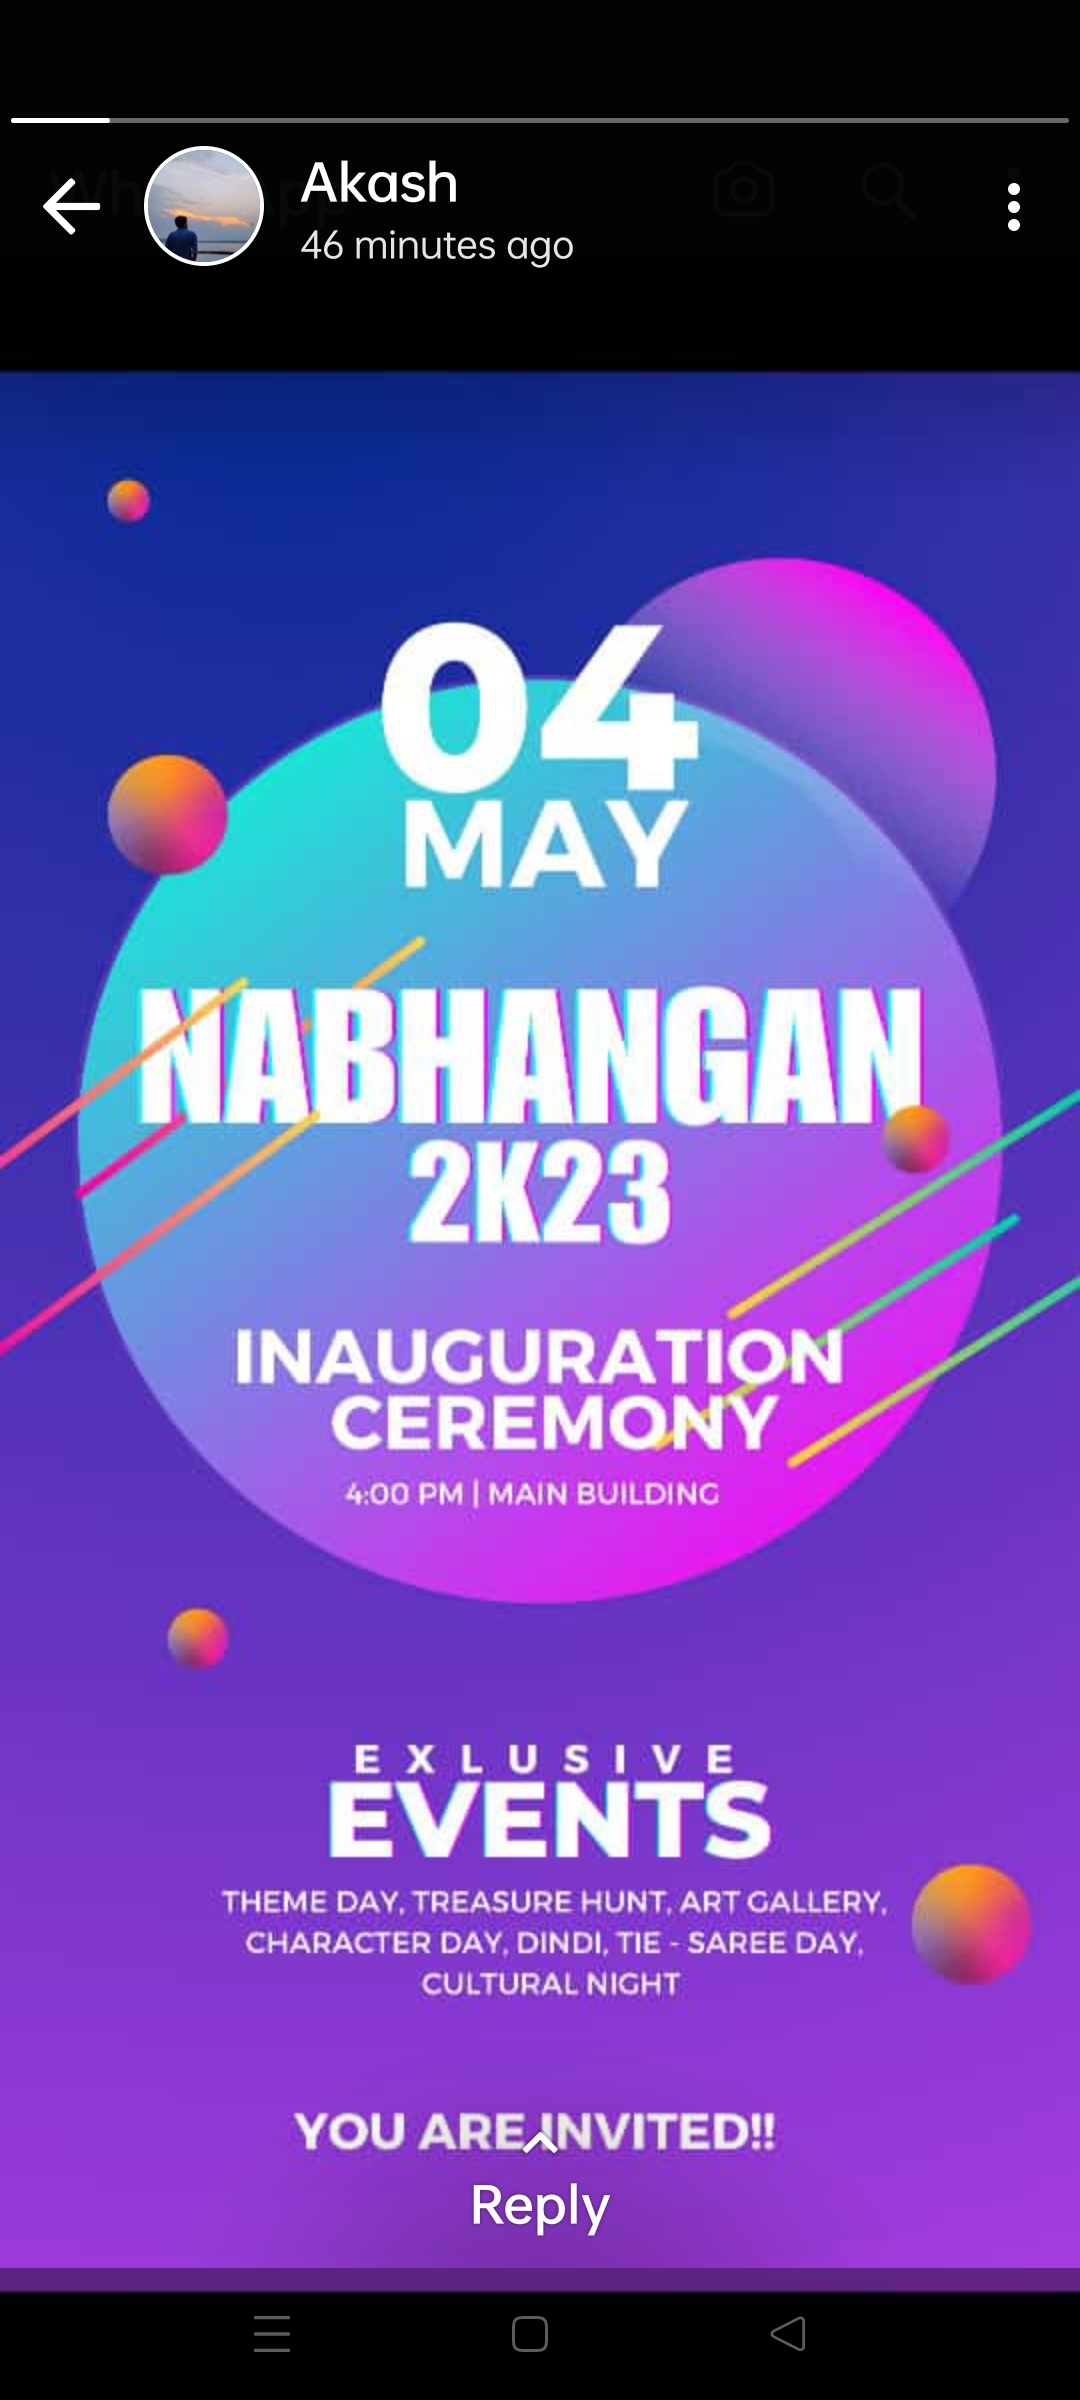 Akash
46 minutes ago
04
MAY
NABHANGAN
2K23
INAUGURATION
CEREMONY
4:00 PM | MAIN BUILDING
EXLUSIVE
EVENTS
THEME DAY, TREASURE HUNT, ART GALLERY,
CHARACTER DAY, DINDI, TIE - SAREE DAY,
CULTURAL NIGHT
YOU ARE INVITED!!
Reply